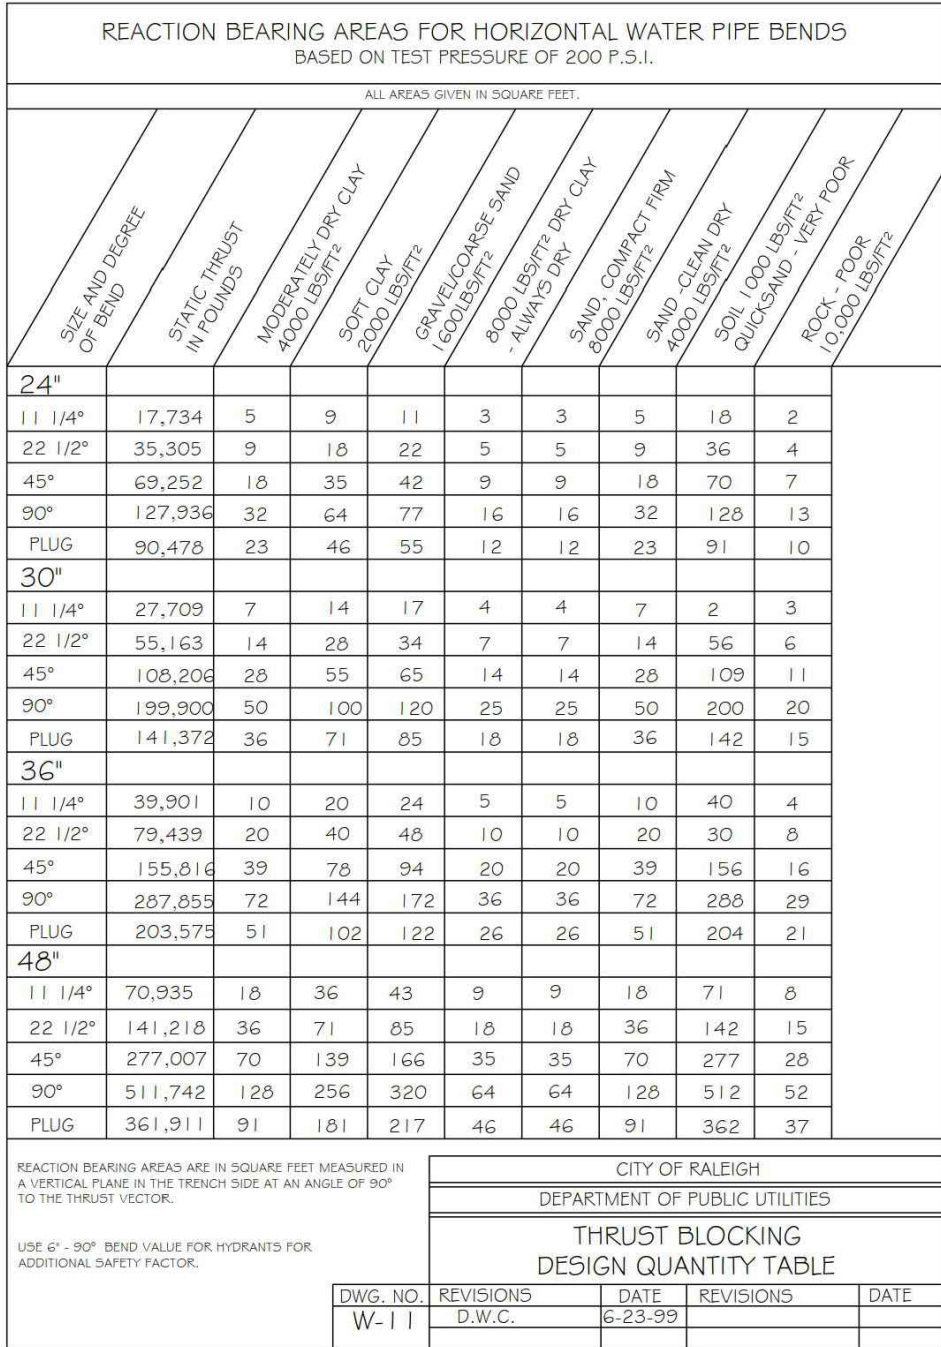 REACTION BEARING AREAS FOR HORIZONTAL WATER PIPE BENDS
BASED ON TEST PRESSURE OF 200 P.S.I.
ALL AREAS GIVEN IN SQUARE FEET.
SIZE AND DEGREE
OF BEND
STATIC THRUST
IN POUNDS
MODERATELY DRY CLAY
4000 LBS/FT²
SOFT CLAY
2000 LBS/FT²
GRAVEL/COARSE SAND
1600LBS/FT²
8000 LBS/FT² DRY CLAY
- ALWAYS DRY
SAND, COMPACT FIRM
8000 LBS/FT²
SAND -CLEAN DRY
4000 LBS/FT²
SOIL 1000 LBS/FT²
QUICKSAND - VERY POOR
ROCK - POOR
10,000 LBS/FT²
24"
11 1/4° 17,734 5 9 11 3 3 5 18 2
22 1/2° 35,305 9 18 22 5 5 9 36 4
45° 69,252 18 35 42 9 9 18 70 7
90° 127,936 32 64 77 16 16 32 128 13
PLUG 90,478 23 46 55 12 12 23 91 10
30"
11 1/4° 27,709 7 14 17 4 4 7 2 3
22 1/2° 55,163 14 28 34 7 7 14 56 6
45° 108,206 28 55 65 14 14 28 109 11
90° 199,900 50 100 120 25 25 50 200 20
PLUG 141,372 36 71 85 18 18 36 142 15
36"
11 1/4° 39,901 10 20 24 5 5 10 40 4
22 1/2° 79,439 20 40 48 10 10 20 30 8
45° 155,816 39 78 94 20 20 39 156 16
90° 287,855 72 144 172 36 36 72 288 29
PLUG 203,575 51 102 122 26 26 51 204 21
48"
11 1/4° 70,935 18 36 43 9 9 18 71 8
22 1/2° 141,218 36 71 85 18 18 36 142 15
45° 277,007 70 139 166 35 35 70 277 28
90° 511,742 128 256 320 64 64 128 512 52
PLUG 361,911 91 181 217 46 46 91 362 37
REACTION BEARING AREAS ARE IN SQUARE FEET MEASURED IN
A VERTICAL PLANE IN THE TRENCH SIDE AT AN ANGLE OF 90°
TO THE THRUST VECTOR.
USE 6" - 90° BEND VALUE FOR HYDRANTS FOR
ADDITIONAL SAFETY FACTOR.
CITY OF RALEIGH
DEPARTMENT OF PUBLIC UTILITIES
THRUST BLOCKING
DESIGN QUANTITY TABLE
DWG. NO. REVISIONS DATE REVISIONS DATE
W-11 D.W.C. 6-23-99